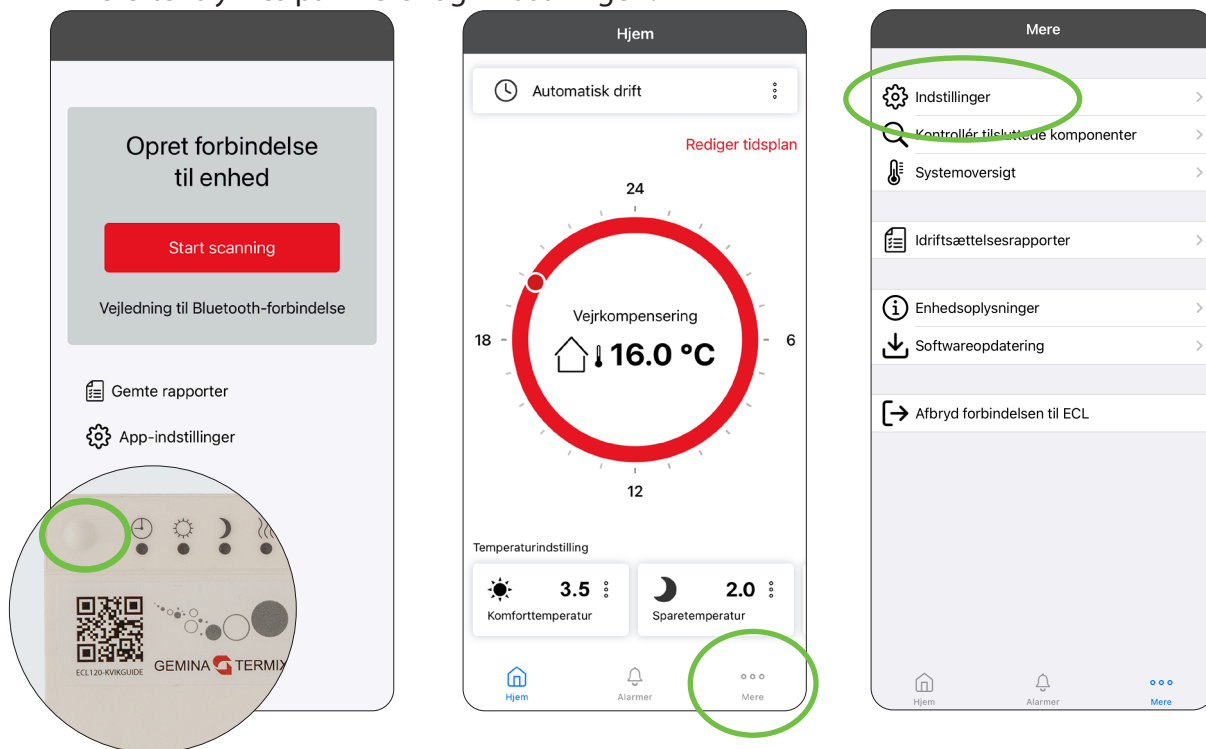 Opret forbindelse
til enhed
Start scanning
Vejledning til Bluetooth-forbindelse
Gemte rapporter
App-indstillinger
ECL120-KVIKGUIDE
GEMINA TERMIX
Hjem
Automatisk drift
Rediger tidsplan
24
18
6
12
Vejrkompensering
16.0 °C
Temperaturindstilling
3.5
Komforttemperatur
2.0
Sparetemperatur
Hjem
Alarmer
Mere
Mere
Indstillinger
Kontrollér tilsluttede komponenter
Systemoversigt
Idriftsættelsesrapporter
Enhedsoplysninger
Softwareopdatering
Afbryd forbindelsen til ECL
Hjem
Alarmer
Mere